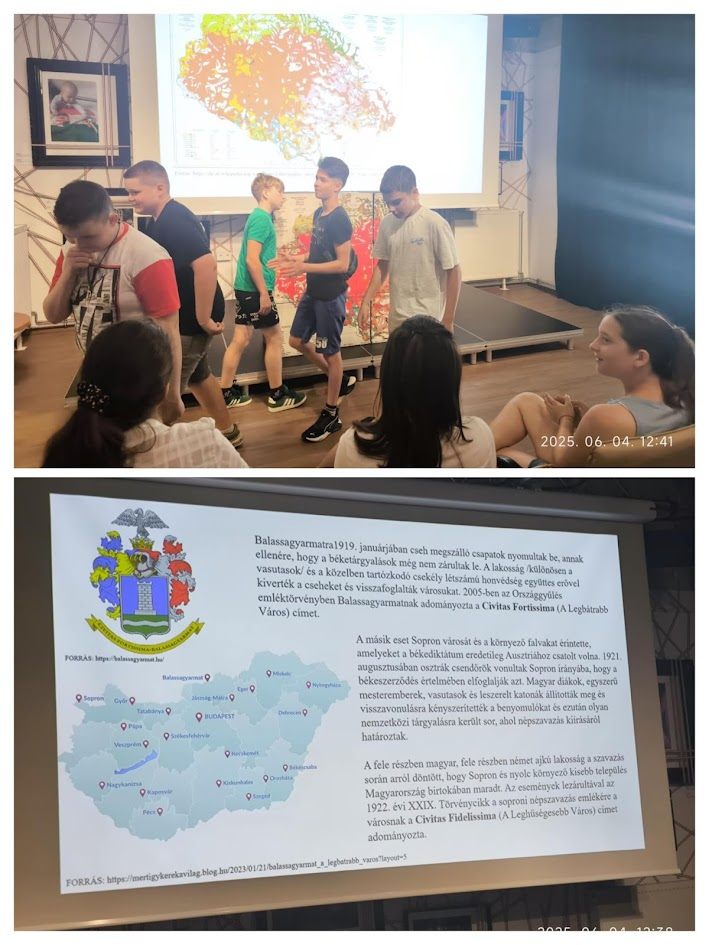 2025. 06. 04. 12:41
Balassagyarmatra1919. januárjában cseh megszálló csapatok nyomultak be, annak
ellenére, hogy a béketárgyalások még nem zárultak le. A lakosság /különösen a
vasutasok/ és a közelben tartózkodó csekély létszámú honvédség együttes erővel
kiverték a cseheket és visszafoglalták városukat. 2005-ben az Országgyűlés
emléktörvényben Balassagyarmatnak adományozta a Civitas Fortissima (A Legbátrabb
Város) címet.
CIVITAS FORTISSIMA BALASSAGYARMAT
FORRÁS: https://balassagyarmat.hu/
A másik eset Sopron városát és a környező falvakat érintette,
amelyeket a békediktátum eredetileg Ausztriához csatolt volna. 1921.
augusztusában osztrák csendőrök vonultak Sopron irányába, hogy a
békeszerződés értelmében elfoglalják azt. Magyar diákok, egyszerű
mesteremberek, vasutasok és leszerelt katonák állították meg és
visszavonulásra kényszerítették a benyomulókat és ezután olyan
nemzetközi tárgyalásra került sor, ahol népszavazás kiírásáról
határoztak.
A fele részben magyar, fele részben német ajkú lakosság a szavazás
során arról döntött, hogy Sopron és nyolc környező kisebb település
Magyarország birtokában maradt. Az események lezárultával az
1922. évi XXIX. Törvénycikk a soproni népszavazás emlékére a
városnak a Civitas Fidelissima (A Leghűségesebb Város) címet
adományozta.
Balassagyarmat
Miskolc
Sopron
Győr
Jászság-Mátra
Eger
Nyíregyháza
Tatabánya
BUDAPEST
Debrecen
Pápa
Székesfehérvár
Veszprém
Kecskemét
Békéscsaba
Nagykanizsa
Kiskunhalas
Orosháza
Kaposvár
Szeged
Pécs
FORRÁS: https://mertigykerekavilag.blog.hu/2023/01/21/balassagyarmat_a_legbatrabb_varos?layout=5
2025. 06. 04. 12:38